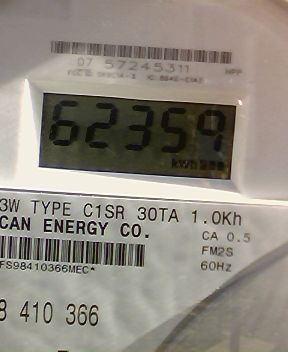 07 57245311
62359
kWh
3W TYPE C1SR 30TA 1.0Kh
CAN ENERGY CO.
CA 0.5
FM2S
60Hz
FS98410366MEC*
8 410 366